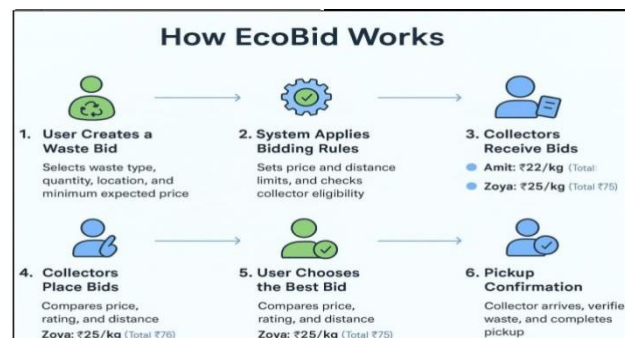 How EcoBid Works
1. User Creates a
Waste Bid
Selects waste type,
quantity, location, and
minimum expected price
2. System Applies
Bidding Rules
Sets price and distance
limits, and checks
collector eligibility
3. Collectors
Receive Bids
Amit: ₹22/kg (Total:
Zoya: ₹25/kg (Total ₹75)
4. Collectors
Place Bids
Compares price,
rating, and distance
Zoya: ₹25/kg (Total ₹76)
5. User Chooses
the Best Bid
Compares price,
rating, and distance
Zoya: ₹25/kg (Total ₹75)
6. Pickup
Confirmation
Collector arrives, verifie
waste, and completes
pickup